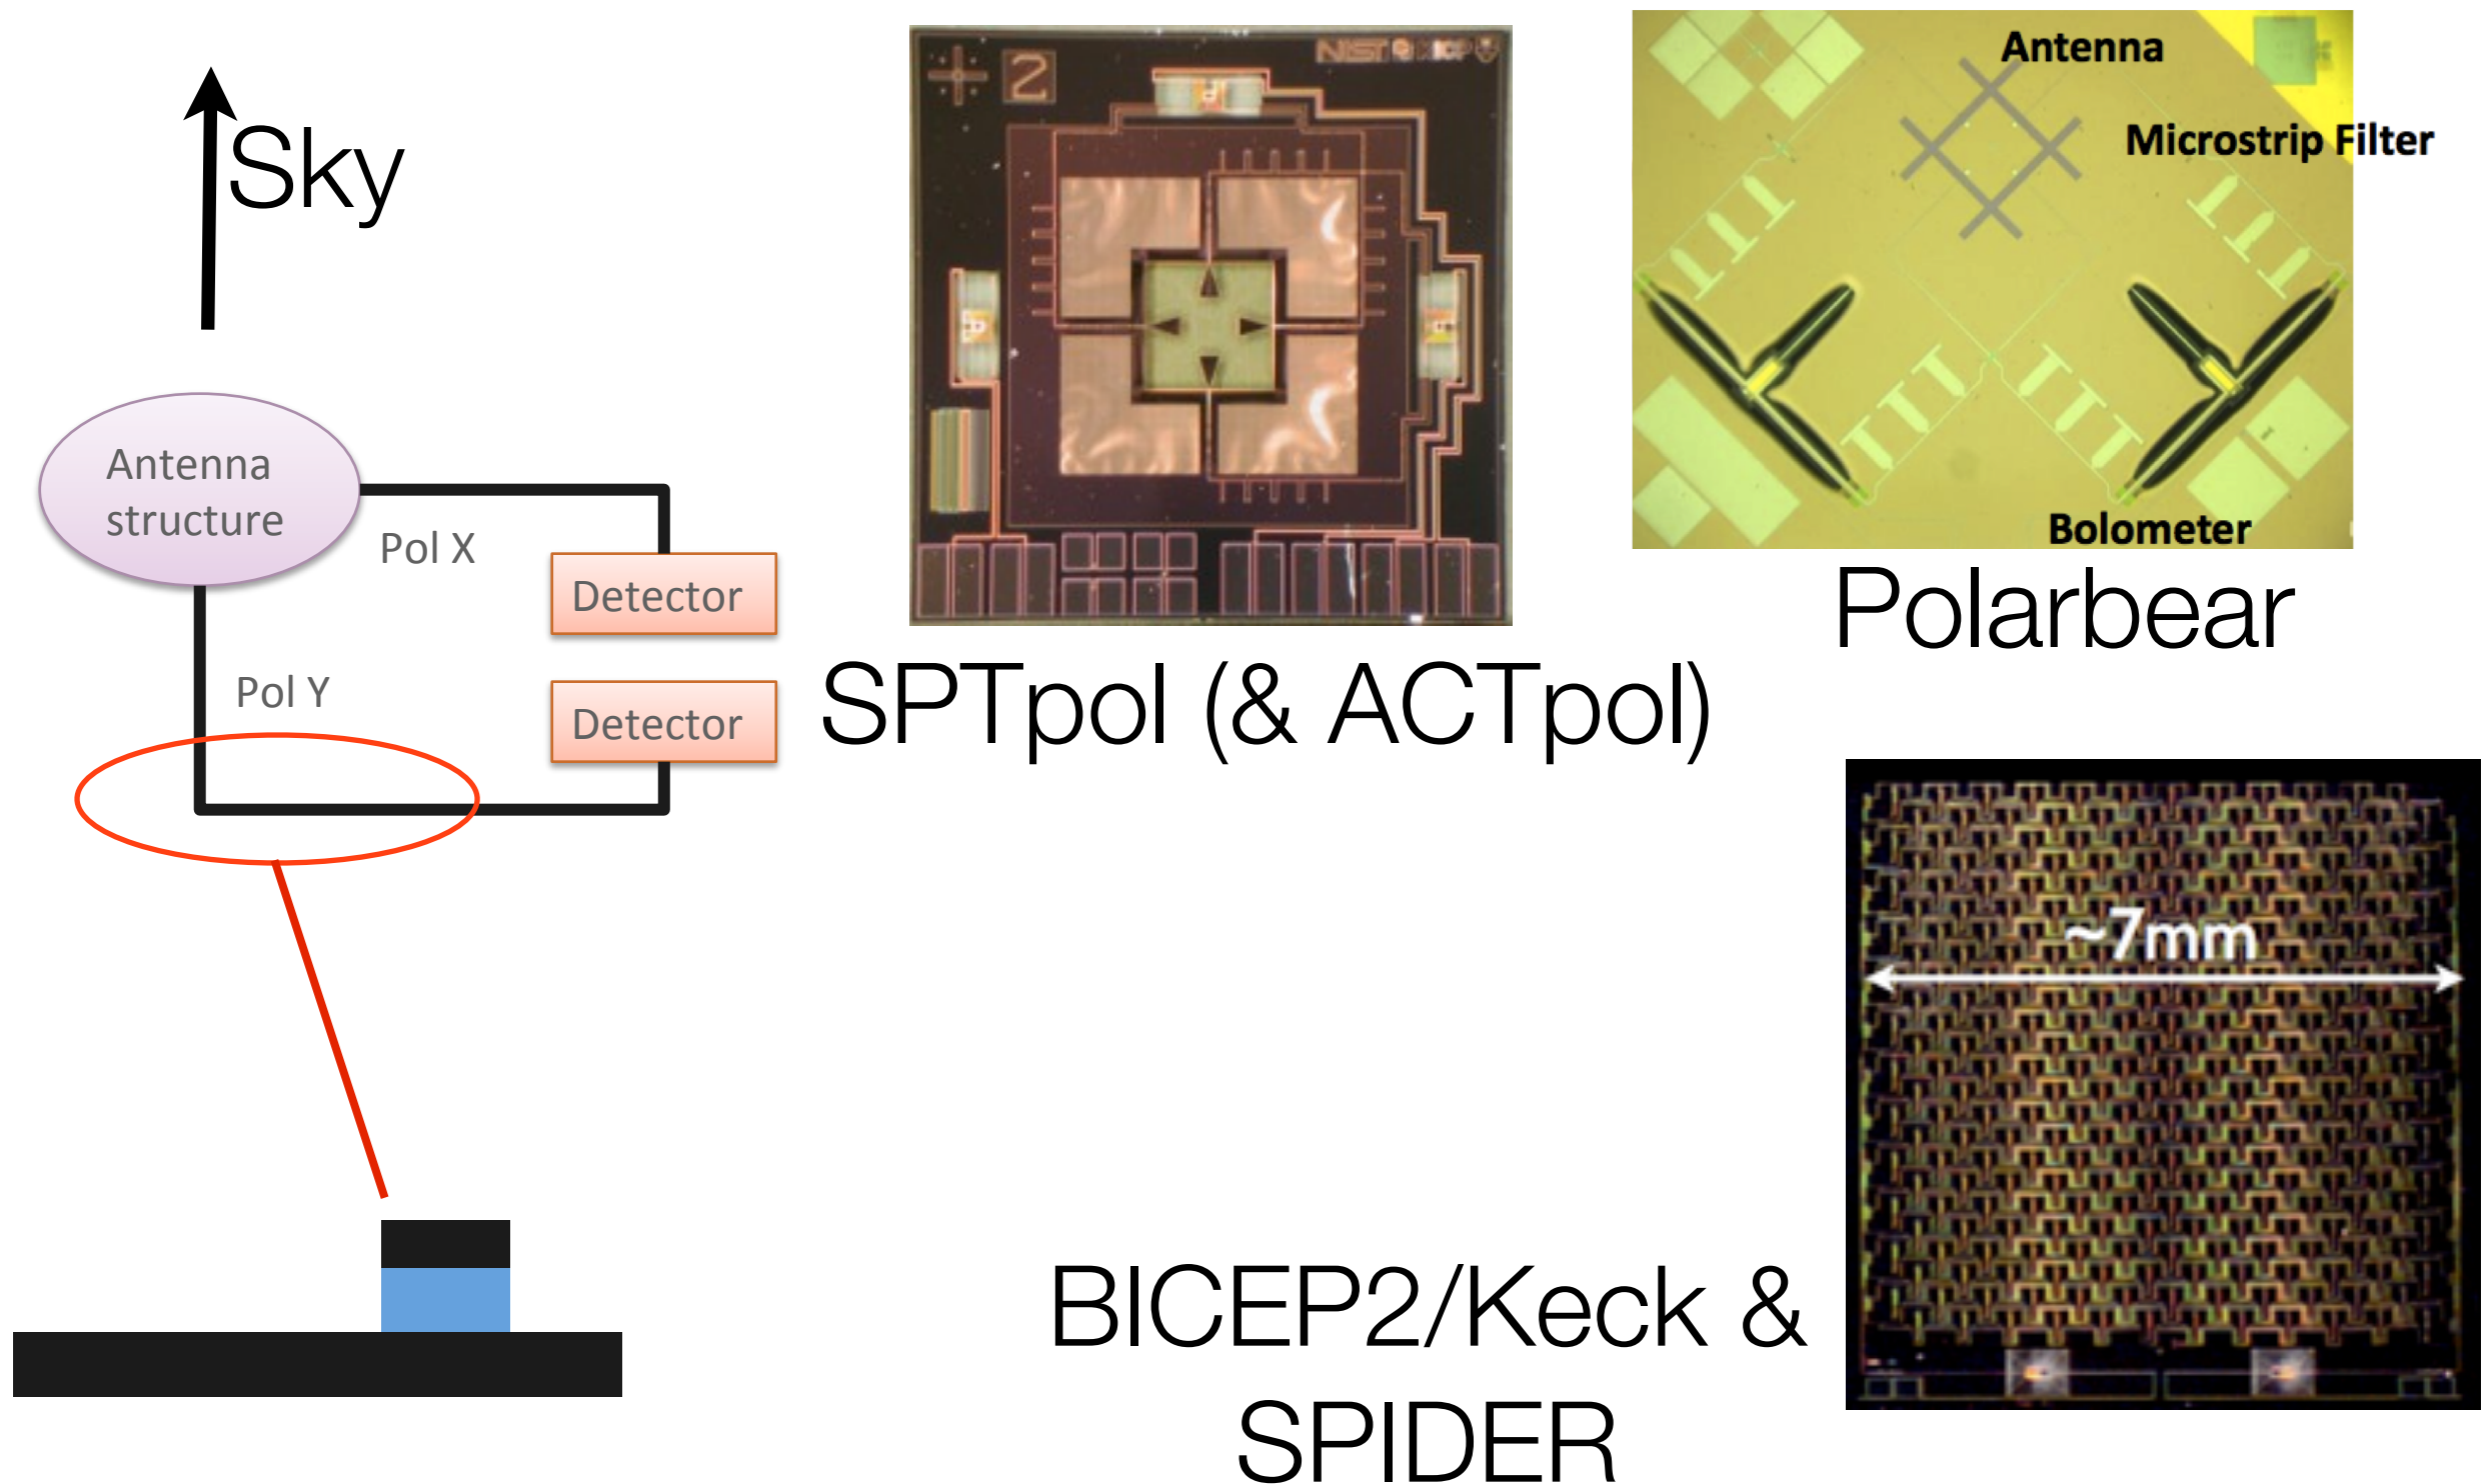 Sky
Antenna
structure
Pol X
Detector
Pol Y
Detector
2
NIST
SPTpol (& ACTpol)
Antenna
Microstrip Filter
Bolometer
Polarbear
~7mm
BICEP2/Keck &
SPIDER